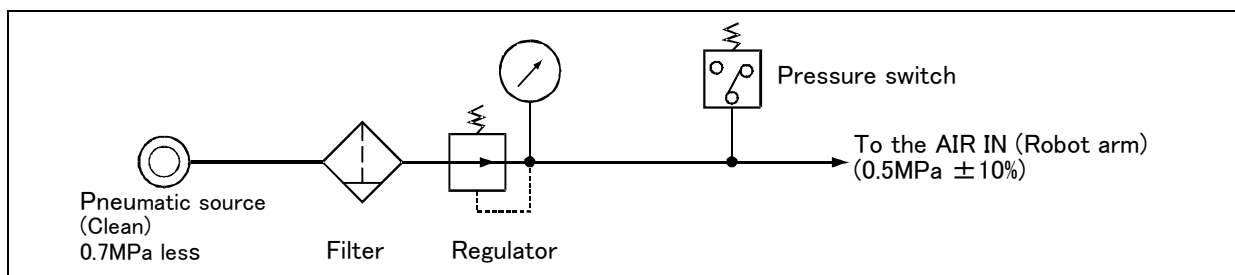 Pressure switch
To the AIR IN (Robot arm)
(0.5MPa ±10%)
Pneumatic source
(Clean)
0.7MPa less
Filter
Regulator